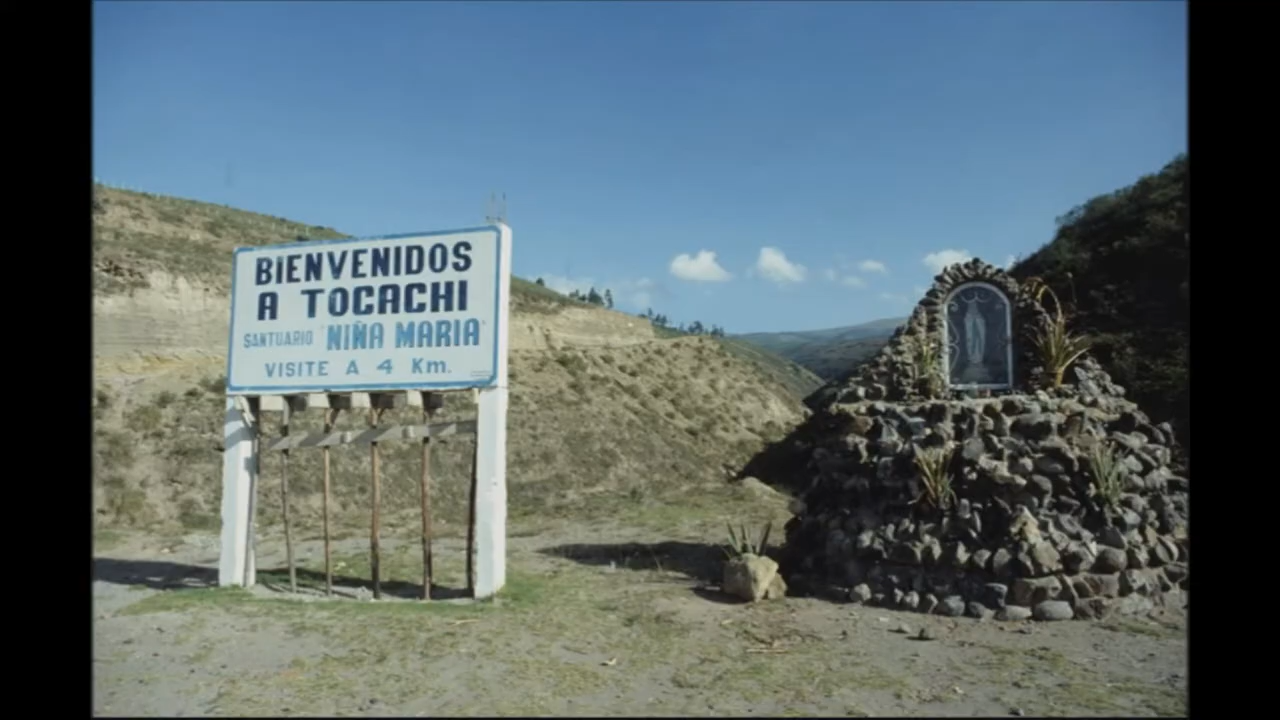 BIENVENIDOS
A TOCACHI
SANTUARIO "NIÑA MARIA"
VISITE A 4 Km.